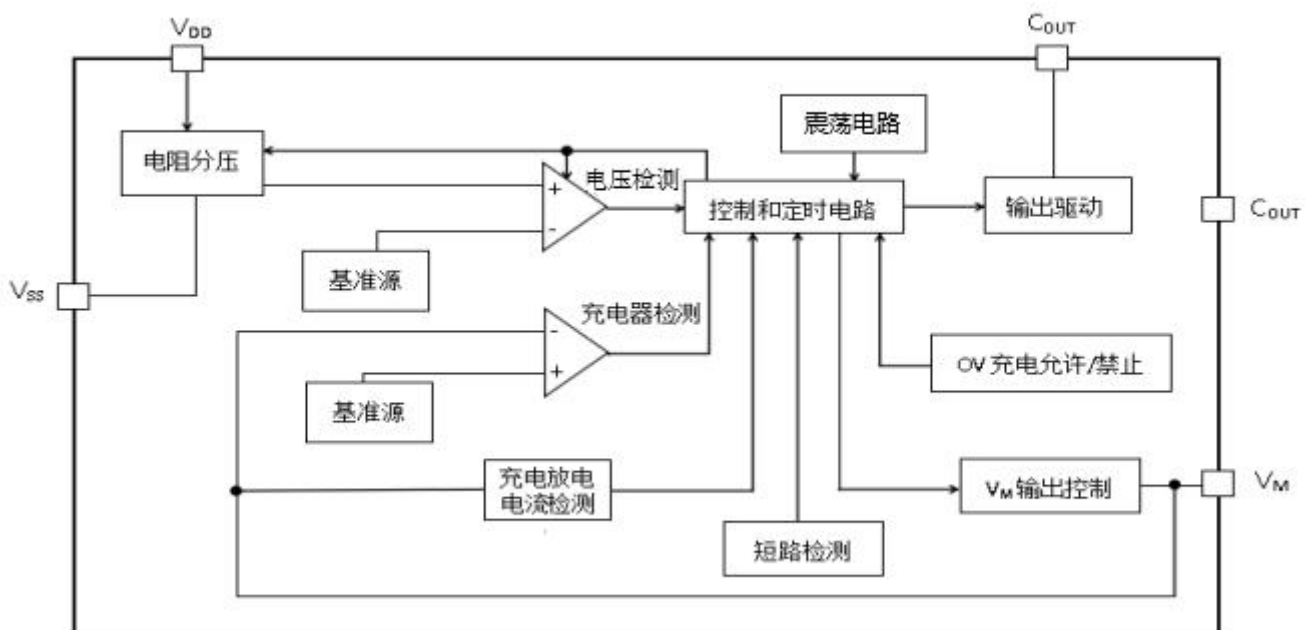 VDD
COUT
震荡电路
电阻分压
电压检测
+
-
控制和定时电路
输出驱动
COUT
基准源
VSS
充电器检测
-
+
0V 充电允许/禁止
基准源
充电放电
电流检测
VM 输出控制
VM
短路检测